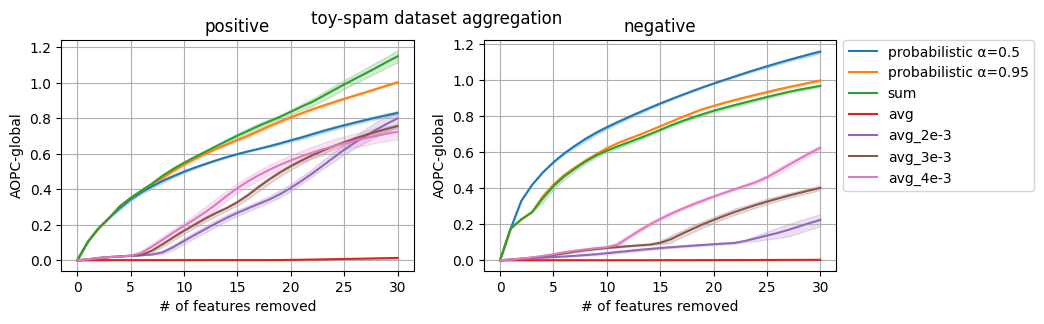 toy-spam dataset aggregation
positive
1.2
1.0
0.8
0.6
0.4
0.2
0.0
AOPC-global
0 5 10 15 20 25 30
# of features removed
negative
1.2
1.0
0.8
0.6
0.4
0.2
0.0
AOPC-global
0 5 10 15 20 25 30
# of features removed
probabilistic α=0.5
probabilistic α=0.95
sum
avg
avg_2e-3
avg_3e-3
avg_4e-3